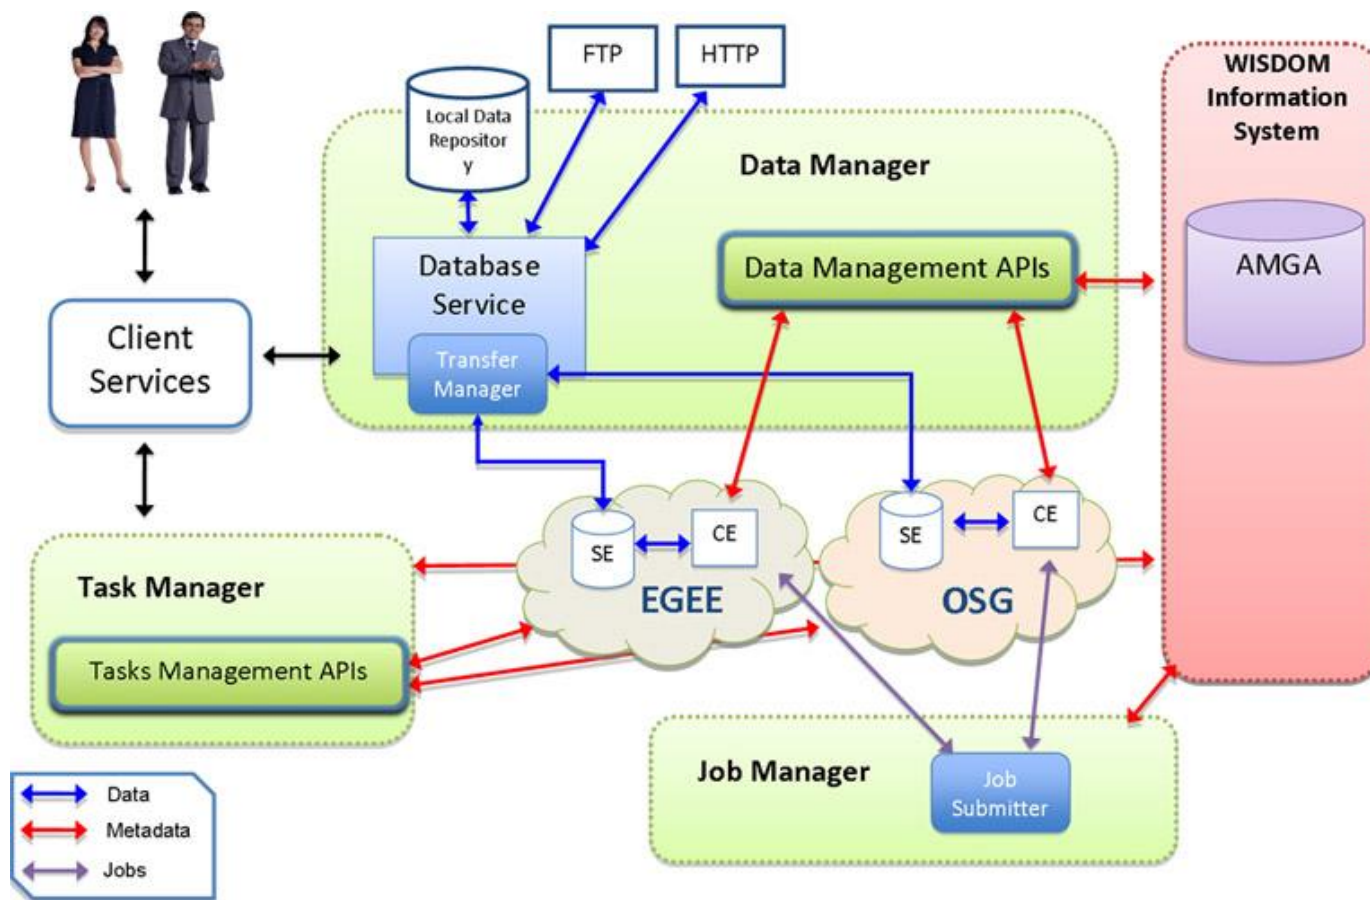 FTP
HTTP
WISDOM
Information
System
Local Data
Repositor
y
Data Manager
Database
Service
Data Management APIs
AMGA
Client
Services
Transfer
Manager
SE
CE
SE
CE
EGEE
OSG
Task Manager
Tasks Management APIs
Job Manager
Job
Submitter
Data
Metadata
Jobs